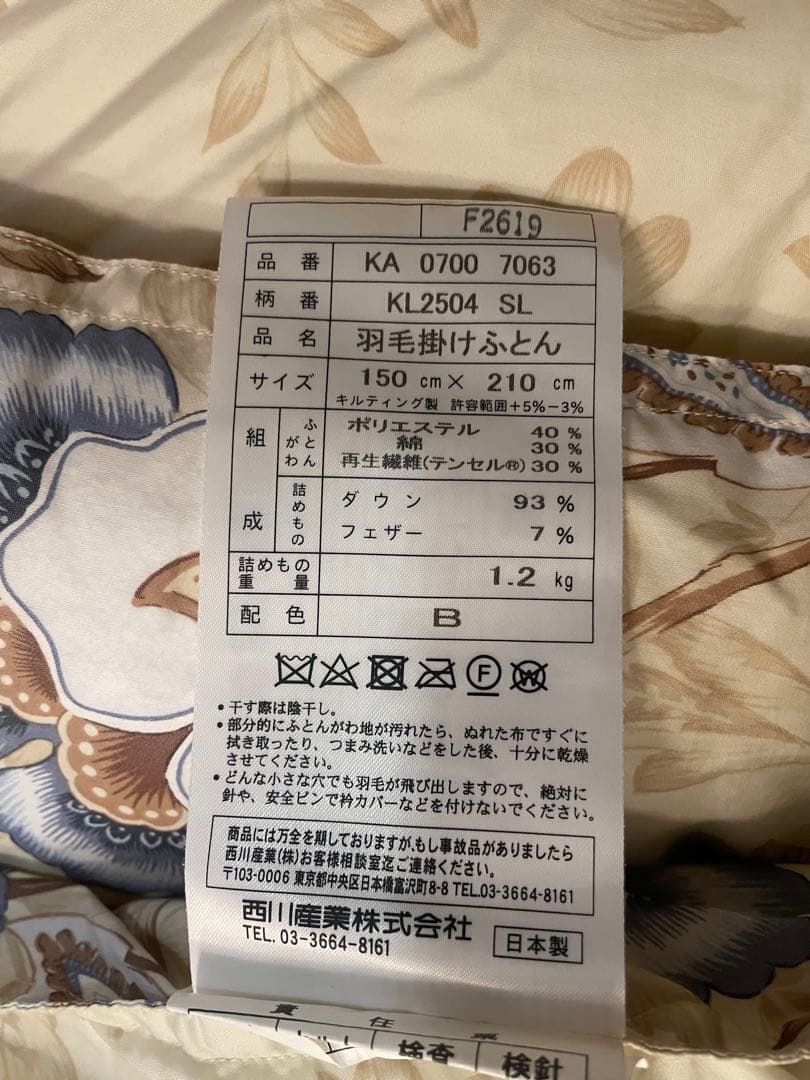 F2619
品番 KA 0700 7063
柄番 KL2504 SL
品名 羽毛掛けふとん
サイズ 150 cm× 210 cm
キルティング製 許容範囲+5%-3%
組成 ふとんがわ ポリエステル 40 %
綿 30 %
再生繊維(テンセル®) 30 %
詰めもの ダウン 93 %
フェザー 7 %
詰めもの重量 1.2 kg
配色 B
F W
•干す際は陰干し。
•部分的にふとんがわ地が汚れたら、ぬれた布ですぐに
拭き取ったり、つまみ洗いなどをした後、十分に乾燥
させてください。
•どんな小さな穴でも羽毛が飛び出しますので、絶対に
針や、安全ピンで衿カバーなどを付けないでください。
商品には万全を期しておりますが、もし事故品がありましたら
西川産業(株)お客様相談室迄ご連絡ください。
〒103-0006 東京都中央区日本橋富沢町8-8 TEL.03-3664-8161
西川産業株式会社
TEL. 03-3664-8161
日本製
責任
検査 検針